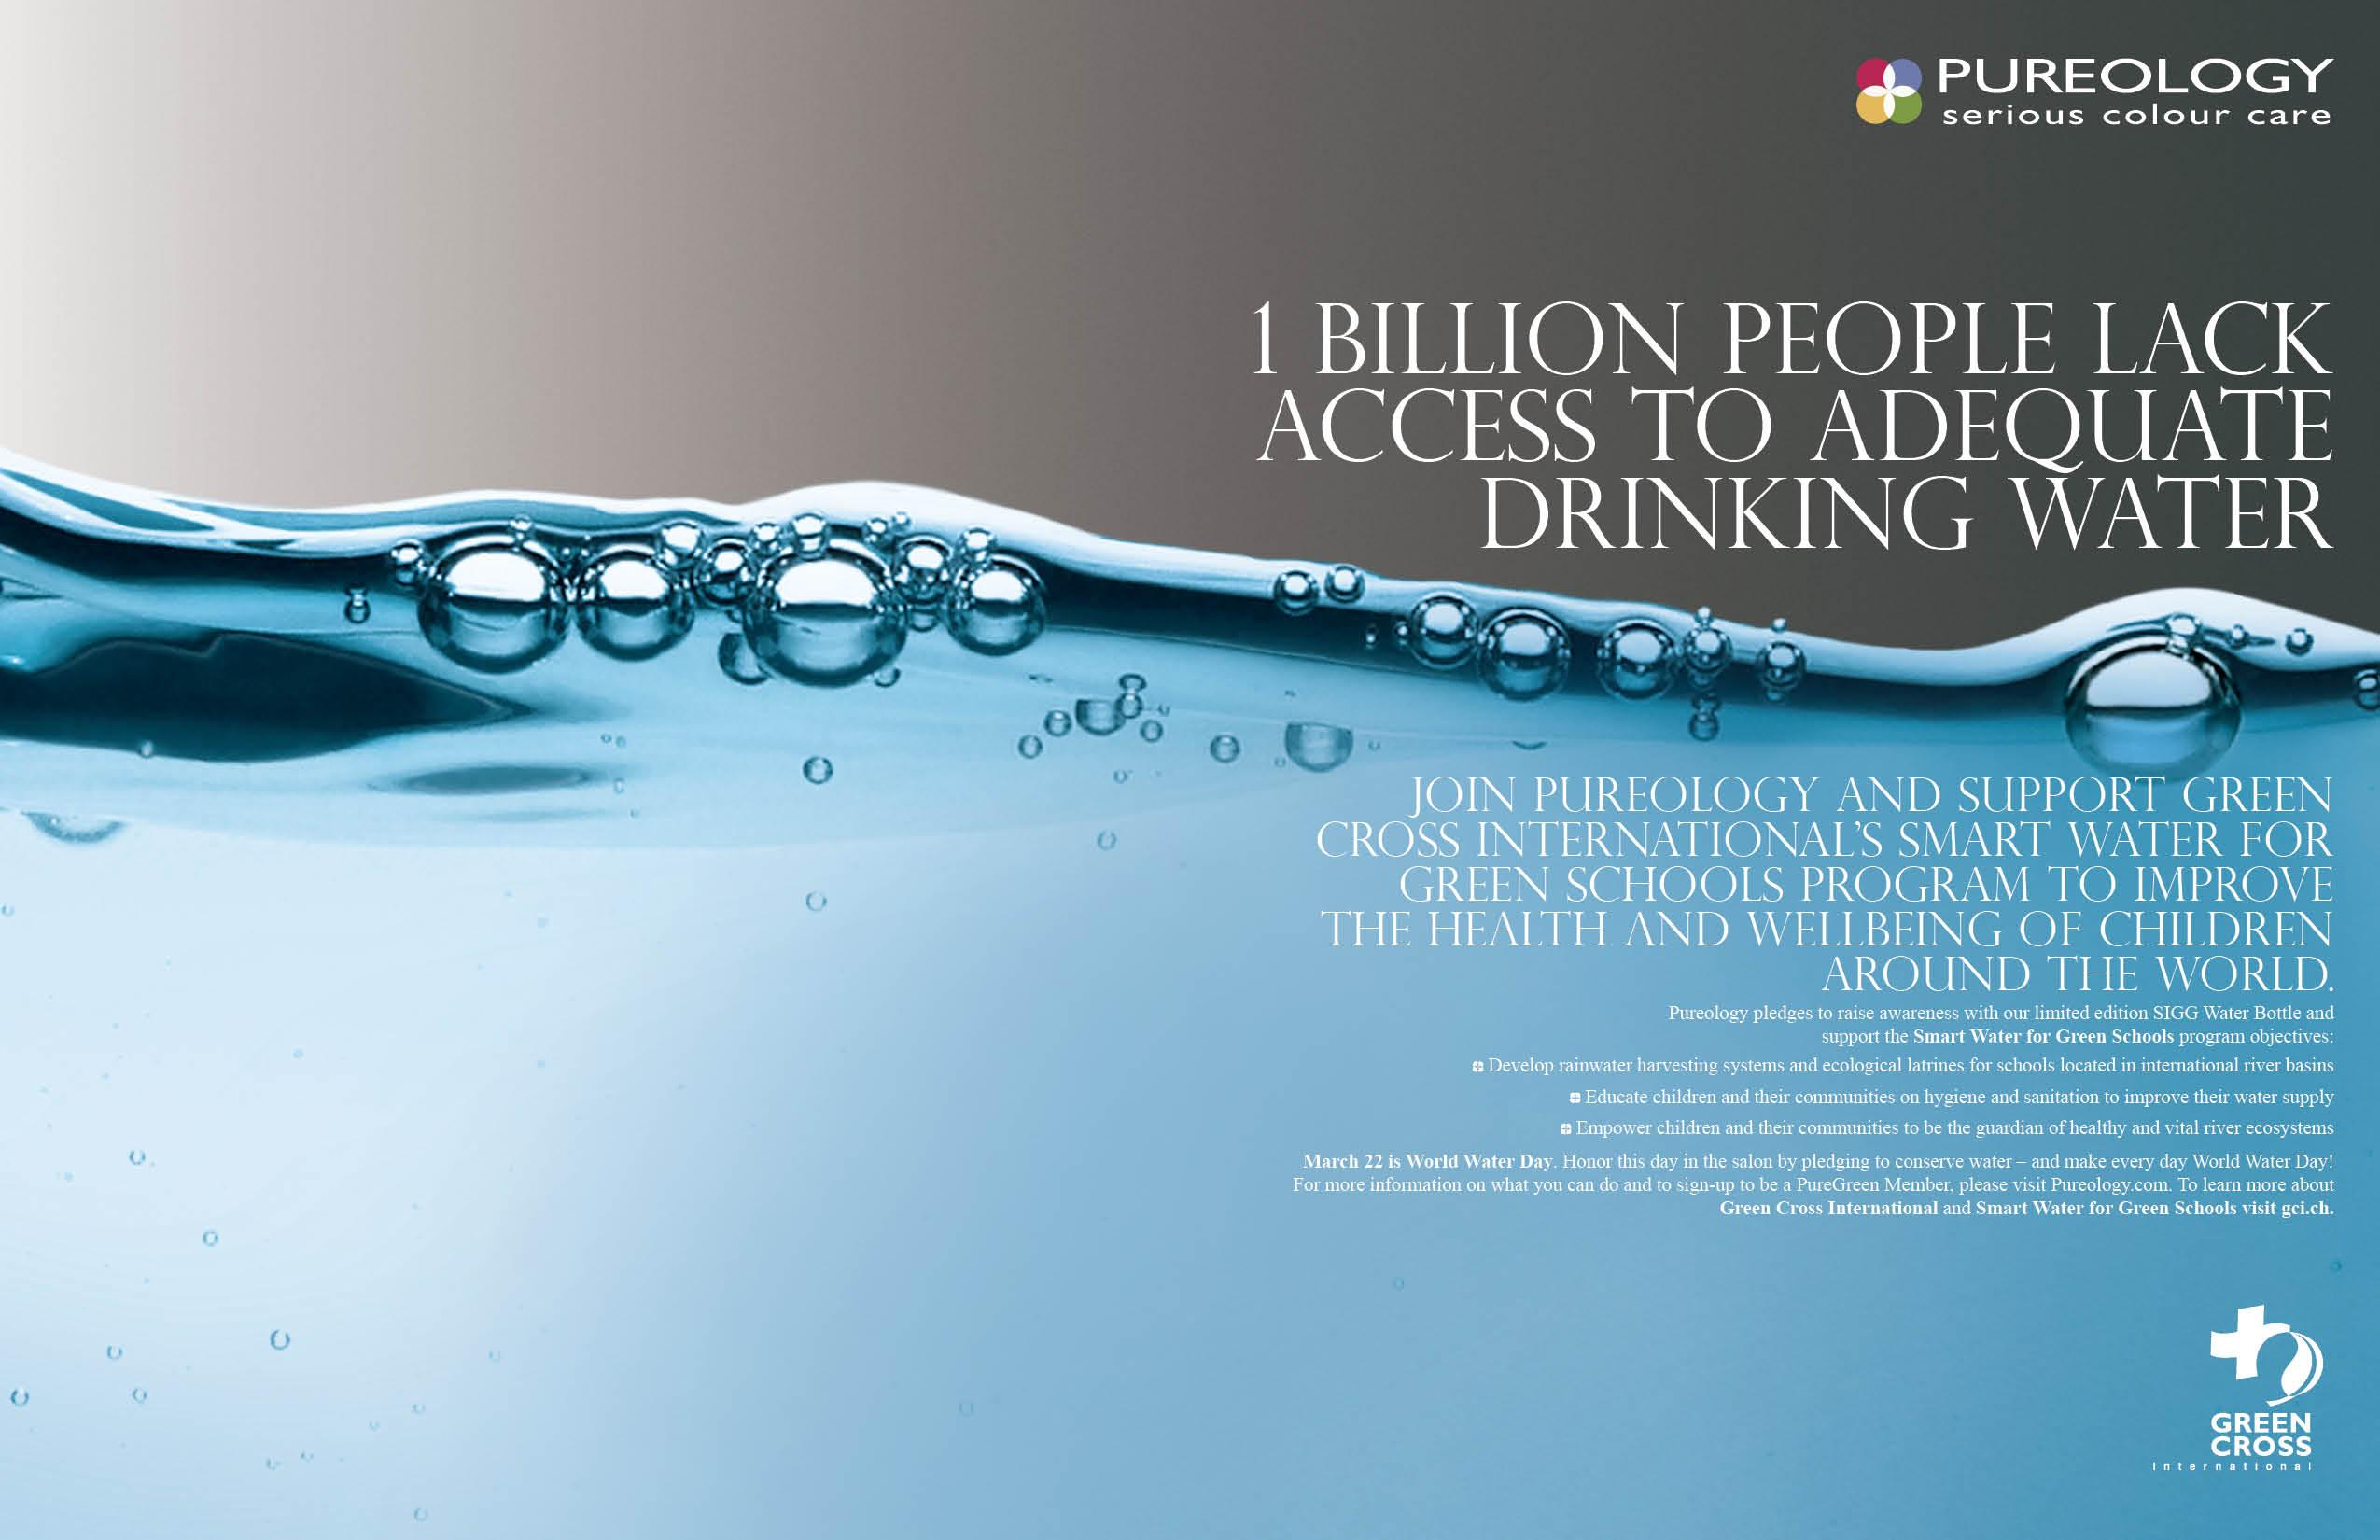 PUREOLOGY
serious colour care
1 BILLION PEOPLE LACK
ACCESS TO ADEQUATE
DRINKING WATER
JOIN PUREOLOGY AND SUPPORT GREEN
CROSS INTERNATIONAL'S SMART WATER FOR
GREEN SCHOOLS PROGRAM TO IMPROVE
THE HEALTH AND WELLBEING OF CHILDREN
AROUND THE WORLD.
Pureology pledges to raise awareness with our limited edition SIGG Water Bottle and
support the Smart Water for Green Schools program objectives:
Develop rainwater harvesting systems and ecological latrines for schools located in international river basins
Educate children and their communities on hygiene and sanitation to improve their water supply
Empower children and their communities to be the guardian of healthy and vital river ecosystems
March 22 is World Water Day. Honor this day in the salon by pledging to conserve water – and make every day World Water Day!
For more information on what you can do and to sign-up to be a PureGreen Member, please visit Pureology.com. To learn more about
Green Cross International and Smart Water for Green Schools visit gci.ch.
GREEN
CROSS
International